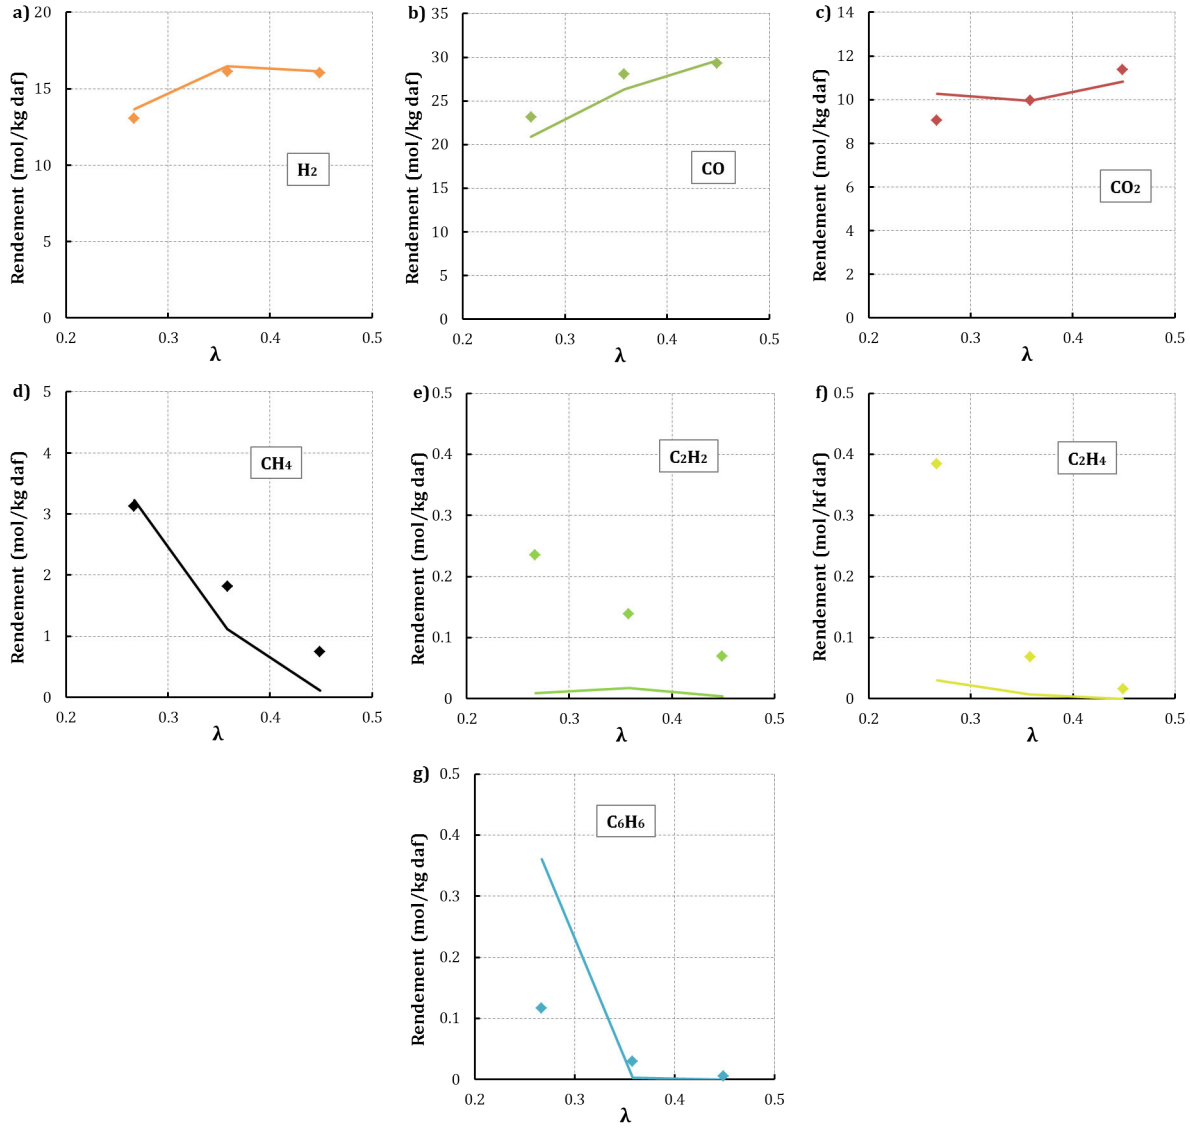 a)
Rendement (mol/kg daf)
20
15
10
5
0
0.2
0.3
0.4
0.5
λ
H2
b)
Rendement (mol/kg daf)
35
30
25
20
15
10
5
0
0.2
0.3
0.4
0.5
λ
CO
c)
Rendement (mol/kg daf)
14
12
10
8
6
4
2
0
0.2
0.3
0.4
0.5
λ
CO2
d)
Rendement (mol/kg daf)
5
4
3
2
1
0
0.2
0.3
0.4
0.5
λ
CH4
e)
Rendement (mol/kg daf)
0.5
0.4
0.3
0.2
0.1
0
0.2
0.3
0.4
0.5
λ
C2H2
f)
Rendement (mol/kf daf)
0.5
0.4
0.3
0.2
0.1
0
0.2
0.3
0.4
0.5
λ
C2H4
g)
Rendement (mol/kg daf)
0.5
0.4
0.3
0.2
0.1
0
0.2
0.3
0.4
0.5
λ
C6H6